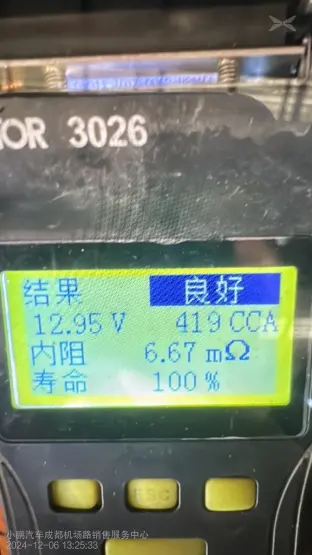 TOR 3026
结果 良好
12.95 V 419 CCA
内阻 6.67 mΩ
寿命 100 %
ESC
小鹏汽车成都机场路销售服务中心
2024-12-06 13:25:33